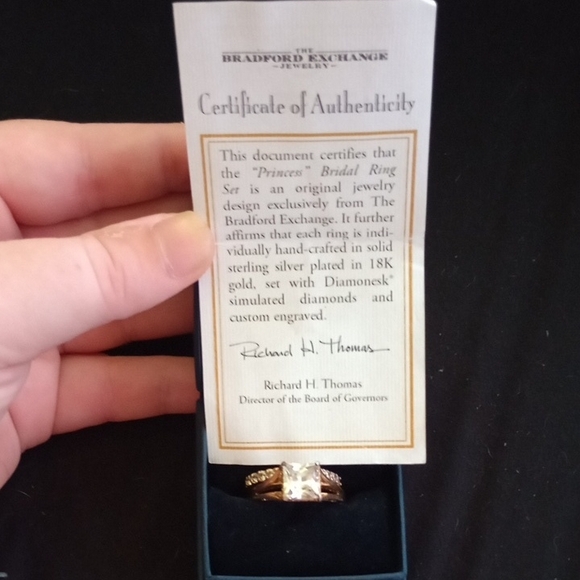 THE
BRADFORD EXCHANGE
–JEWELRY–
Certificate of Authenticity
This document certifies that
the "Princess" Bridal Ring
Set is an original jewelry
design exclusively from The
Bradford Exchange. It further
affirms that each ring is indi-
vidually hand-crafted in solid
sterling silver plated in 18K
gold, set with Diamonesk®
simulated diamonds and
custom engraved.
Richard H. Thomas
Richard H. Thomas
Director of the Board of Governors